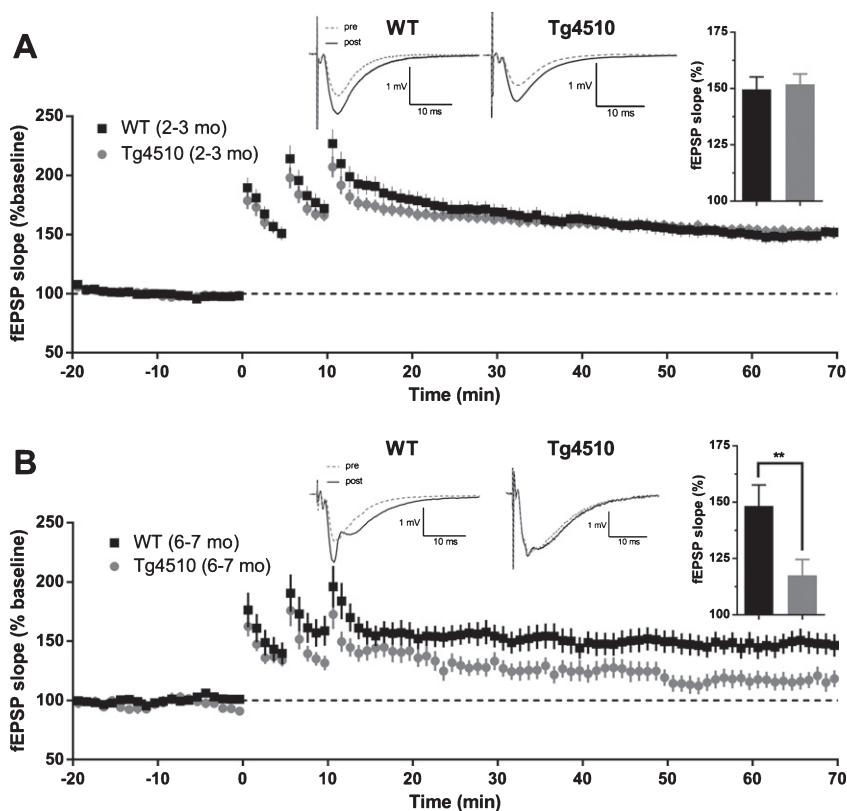 A
WT
Tg4510
pre
post
1 mV
10 ms
1 mV
10 ms
175
150
125
100
fEPSP slope (%)
250
200
150
100
50
fEPSP slope (%baseline)
WT (2-3 mo)
Tg4510 (2-3 mo)
-20
-10
0
10
20
30
40
50
60
70
Time (min)
B
WT
Tg4510
pre
post
1 mV
10 ms
1 mV
10 ms
175
150
125
100
fEPSP slope (%)
**
250
200
150
100
50
fEPSP slope (% baseline)
WT (6-7 mo)
Tg4510 (6-7 mo)
-20
-10
0
10
20
30
40
50
60
70
Time (min)